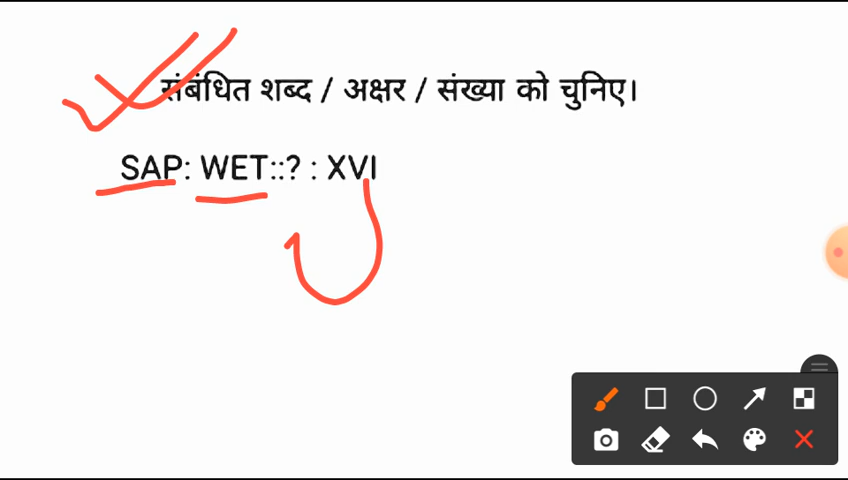 संबंधित शब्द / अक्षर / संख्या को चुनिए।
SAP: WET::? : XVI